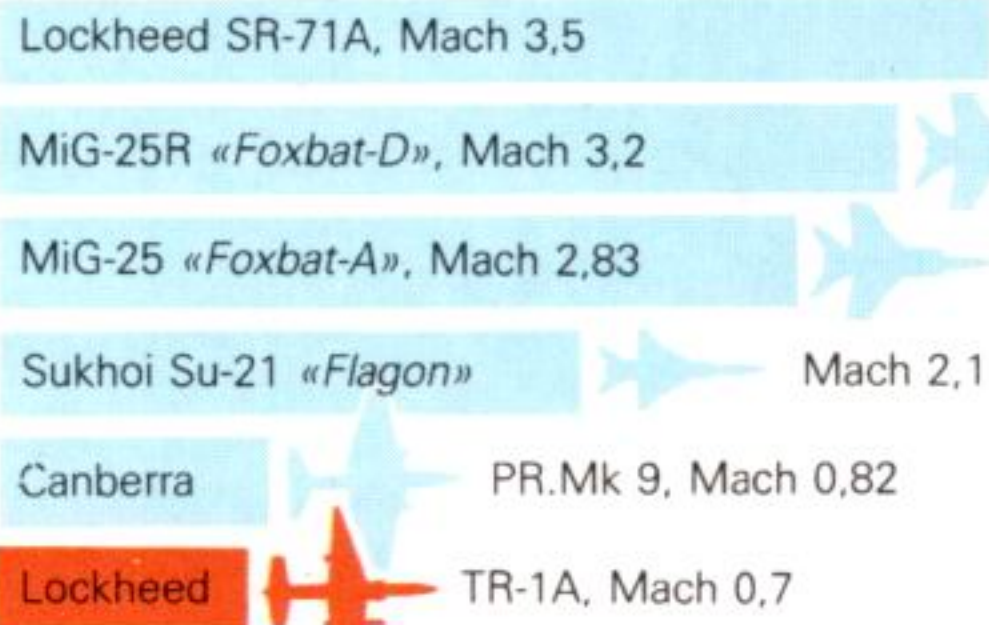 Lockheed SR-71A, Mach 3,5
MiG-25R «Foxbat-D», Mach 3,2
MiG-25 «Foxbat-A», Mach 2,83
Sukhoi Su-21 «Flagon» Mach 2,1
Canberra PR.Mk 9, Mach 0,82
Lockheed TR-1A, Mach 0,7